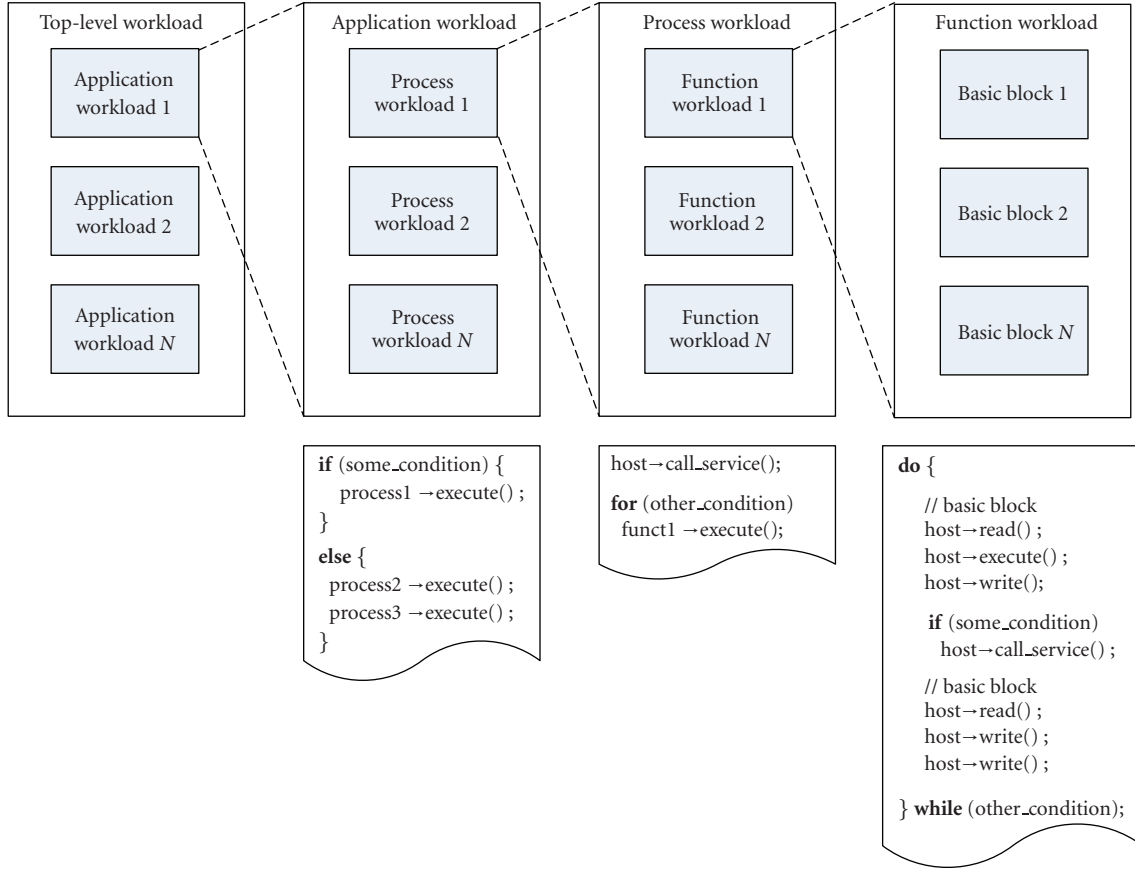 Top-level workload
Application
workload 1
Application
workload 2
Application
workload N
Application workload
Process
workload 1
Process
workload 2
Process
workload N
Process workload
Function
workload 1
Function
workload 2
Function
workload N
Function workload
Basic block 1
Basic block 2
Basic block N
if (some_condition) {
process1 →execute() ;
}
else {
process2 →execute() ;
process3 →execute() ;
}
host→call_service();
for (other_condition)
funct1 →execute();
do {
// basic block
host→read() ;
host→execute() ;
host→write();
if (some_condition)
host→call_service() ;
// basic block
host→read() ;
host→write() ;
host→write() ;
} while (other_condition);